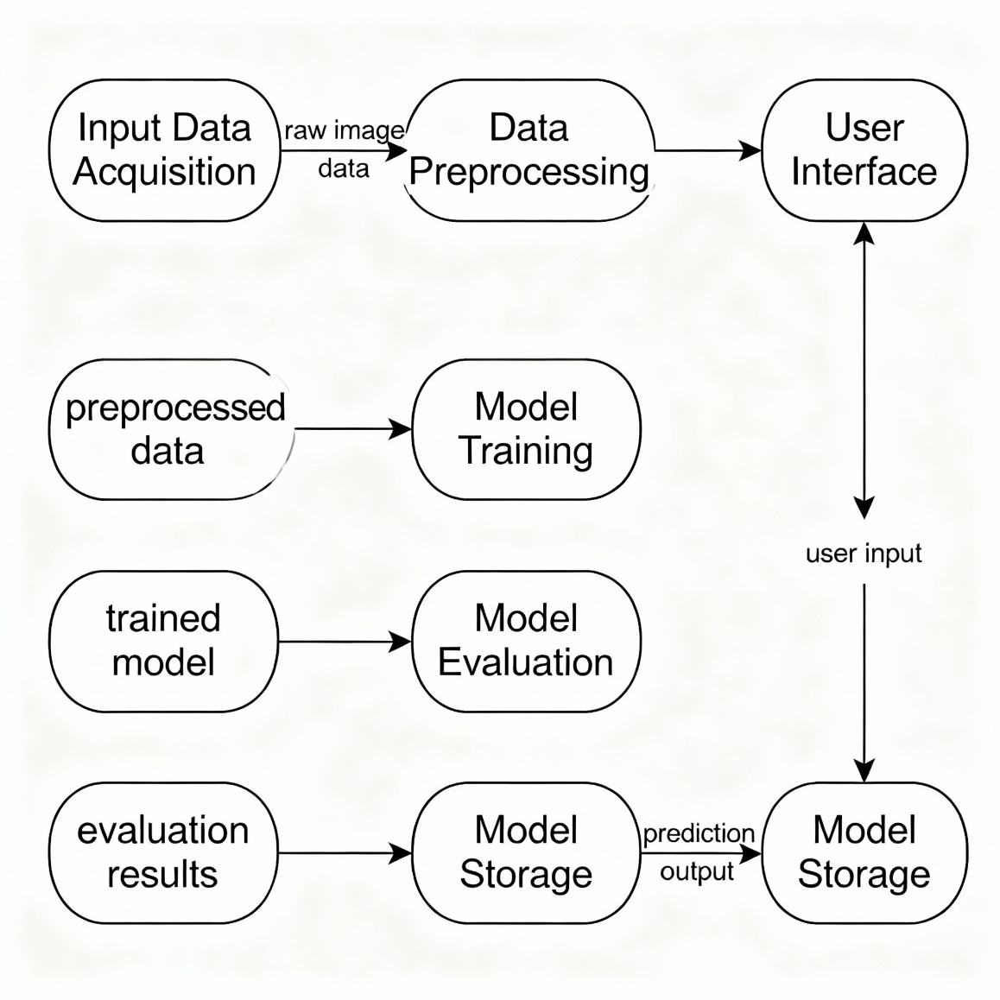 Input Data
Acquisition
raw image
data
Data
Preprocessing
User
Interface
preprocessed
data
Model
Training
user input
trained
model
Model
Evaluation
evaluation
results
Model
Storage
prediction
output
Model
Storage